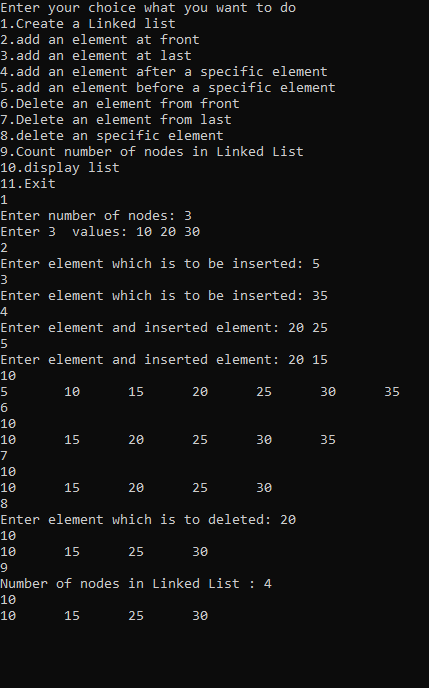 Enter your choice what you want to do
1.Create a Linked list
2.add an element at front
3.add an element at last
4.add an element after a specific element
5.add an element before a specific element
6.Delete an element from front
7.Delete an element from last
8.delete an specific element
9.Count number of nodes in Linked List
10.display list
11.Exit
1
Enter number of nodes: 3
Enter 3  values: 10 20 30
2
Enter element which is to be inserted: 5
3
Enter element which is to be inserted: 35
4
Enter element and inserted element: 20 25
5
Enter element and inserted element: 20 15
10
5       10      15      20      25      30      35
6
10
10      15      20      25      30      35
7
10
10      15      20      25      30
8
Enter element which is to deleted: 20
10
10      15      25      30
9
Number of nodes in Linked List : 4
10
10      15      25      30